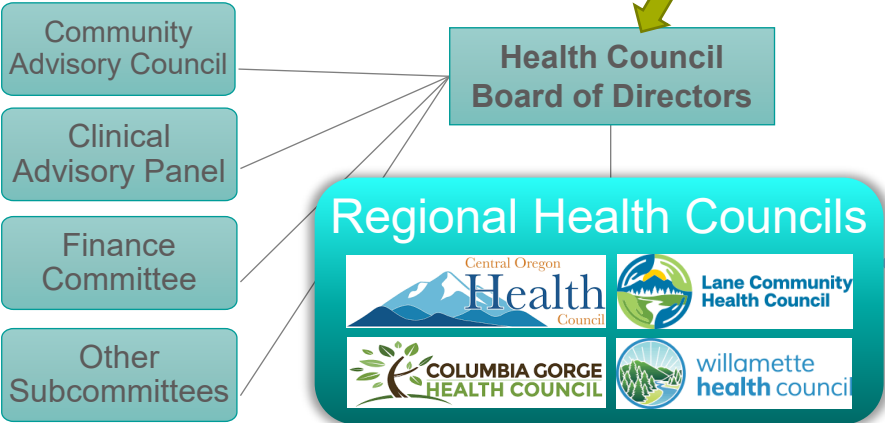 Community
Advisory Council
Clinical
Advisory Panel
Finance
Committee
Other
Subcommittees
Health Council
Board of Directors
Regional Health Councils
Central Oregon
Health
Council
Lane Community
Health Council
COLUMBIA GORGE
HEALTH COUNCIL
willamette
health council